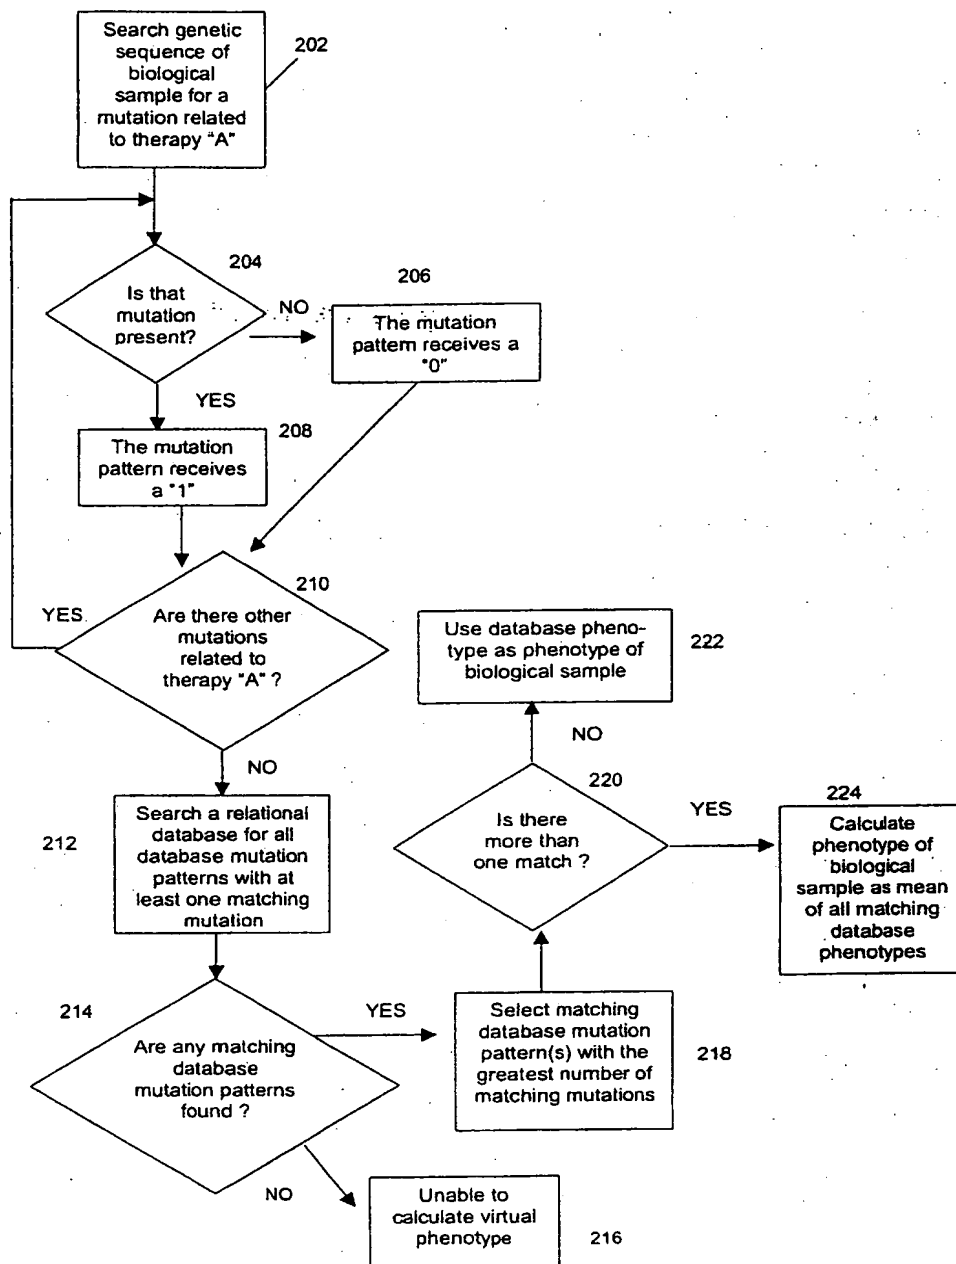 Search genetic
sequence of
biological
sample for a
mutation related
to therapy "A"
202
204
Is that
mutation
present?
NO
206
The mutation
pattern receives a
"0"
YES
208
The mutation
pattern receives
a "1"
210
YES
Are there other
mutations
related to
therapy "A" ?
NO
212
Search a relational
database for all
database mutation
patterns with at
least one matching
mutation
214
Are any matching
database
mutation patterns
found ?
YES
NO
Unable to
calculate virtual
phenotype
216
Select matching
database mutation
pattern(s) with the
greatest number of
matching mutations
218
220
Is there
more than
one match ?
NO
Use database pheno-
type as phenotype of
biological sample
222
YES
224
Calculate
phenotype of
biological
sample as mean
of all matching
database
phenotypes